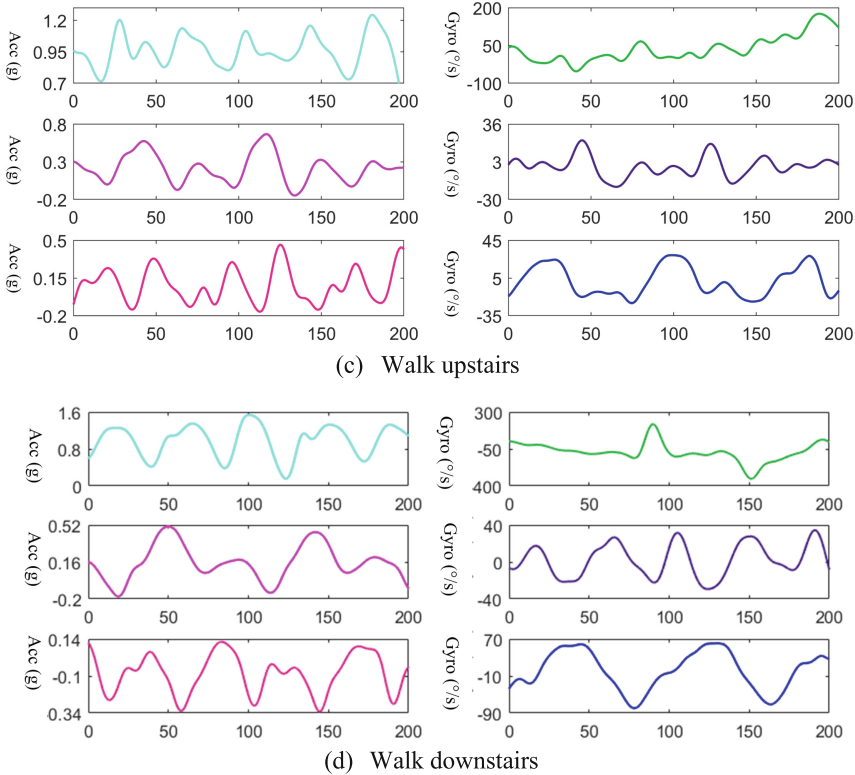 Acc (g) 1.2 0.95 0.7 0 50 100 150 200
Gyro (°/s) 200 50 -100 0 50 100 150 200
Acc (g) 0.8 0.3 -0.2 0 50 100 150 200
Gyro (°/s) 36 3 -30 0 50 100 150 200
Acc (g) 0.5 0.15 -0.2 0 50 100 150 200
Gyro (°/s) 45 5 -35 0 50 100 150 200
(c) Walk upstairs
Acc (g) 1.6 0.8 0 0 50 100 150 200
Gyro (°/s) 300 -50 400 0 50 100 150 200
Acc (g) 0.52 0.16 -0.2 0 50 100 150 200
Gyro (°/s) 40 0 -40 0 50 100 150 200
Acc (g) 0.14 -0.1 0.34 0 50 100 150 200
Gyro (°/s) 70 -10 -90 0 50 100 150 200
(d) Walk downstairs